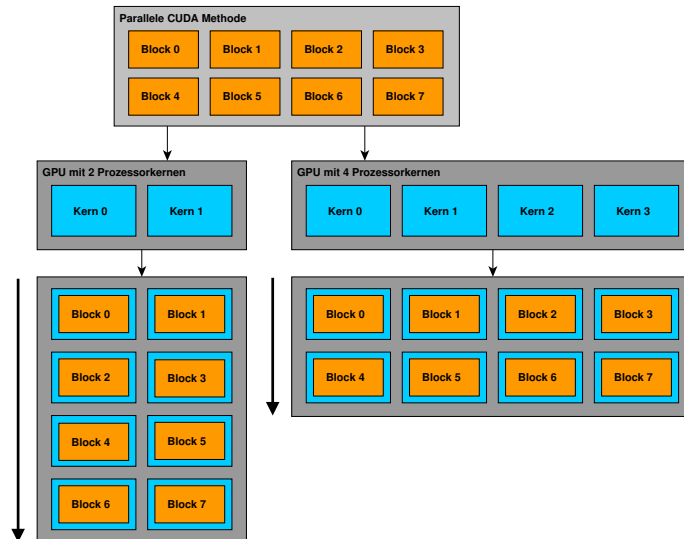 Parallele CUDA Methode
Block 0 Block 1 Block 2 Block 3
Block 4 Block 5 Block 6 Block 7
GPU mit 2 Prozessorkernen
Kern 0 Kern 1
GPU mit 4 Prozessorkernen
Kern 0 Kern 1 Kern 2 Kern 3
Block 0 Block 1
Block 2 Block 3
Block 4 Block 5
Block 6 Block 7
Block 0 Block 1 Block 2 Block 3
Block 4 Block 5 Block 6 Block 7